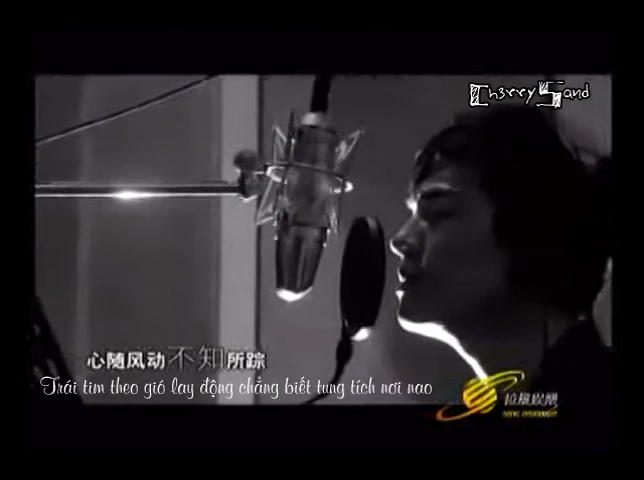 Ch3rry Sand
心随风动不知所踪
Trái tim theo gió lay động chẳng biết tung tích nơi nao